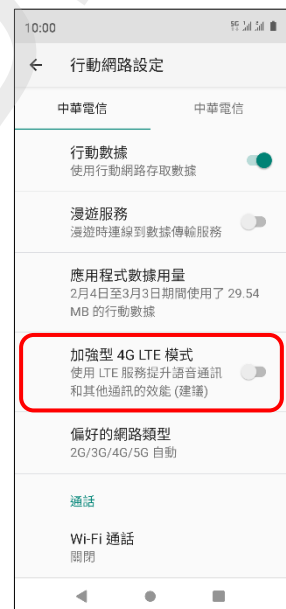 10:00
行動網路設定
中華電信 中華電信
行動數據
使用行動網路存取數據
漫遊服務
漫遊時連線到數據傳輸服務
應用程式數據用量
2月4日至3月3日期間使用了 29.54
MB 的行動數據
加強型 4G LTE 模式
使用 LTE 服務提升語音通訊
和其他通訊的效能 (建議)
偏好的網路類型
2G/3G/4G/5G 自動
通話
Wi-Fi 通話
關閉